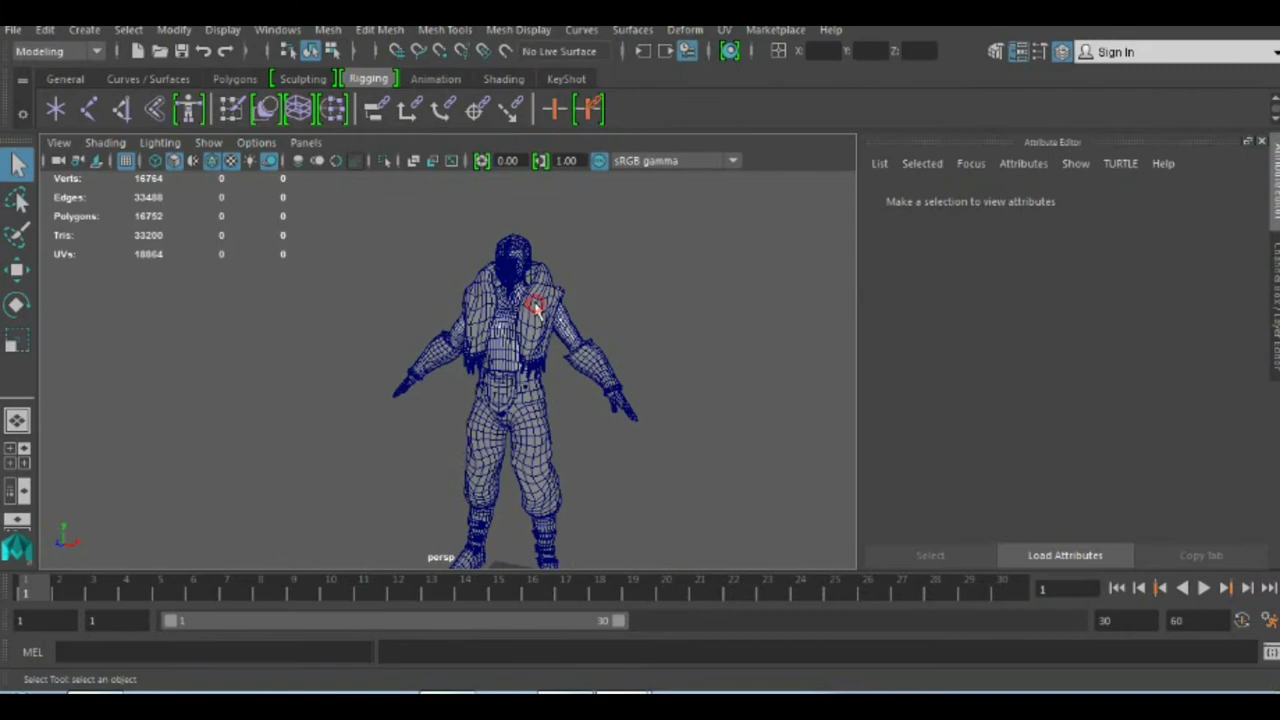 File Edit Create Select Modify Display Windows Mesh Edit Mesh Mesh Tools Mesh Display Curves Surfaces Deform UV Marketplace Help
Modeling No Live Surface X: Y: Z: Sign In
General Curves / Surfaces Polygons Sculpting Rigging Animation Shading KeyShot
View Shading Lighting Show Options Panels
0.00 1.00 sRGB gamma
Verts: 16764 0 0
Edges: 33488 0 0
Polygons: 16752 0 0
Tris: 33200 0 0
UVs: 18864 0 0
persp
Attribute Editor
List Selected Focus Attributes Show TURTLE Help
Make a selection to view attributes
Select Load Attributes Copy Tab
1 2 3 4 5 6 7 8 9 10 11 12 13 14 15 16 17 18 19 20 21 22 23 24 25 26 27 28 29 30
1 1
1 1 1 30 30 60
MEL
Select Tool: select an object